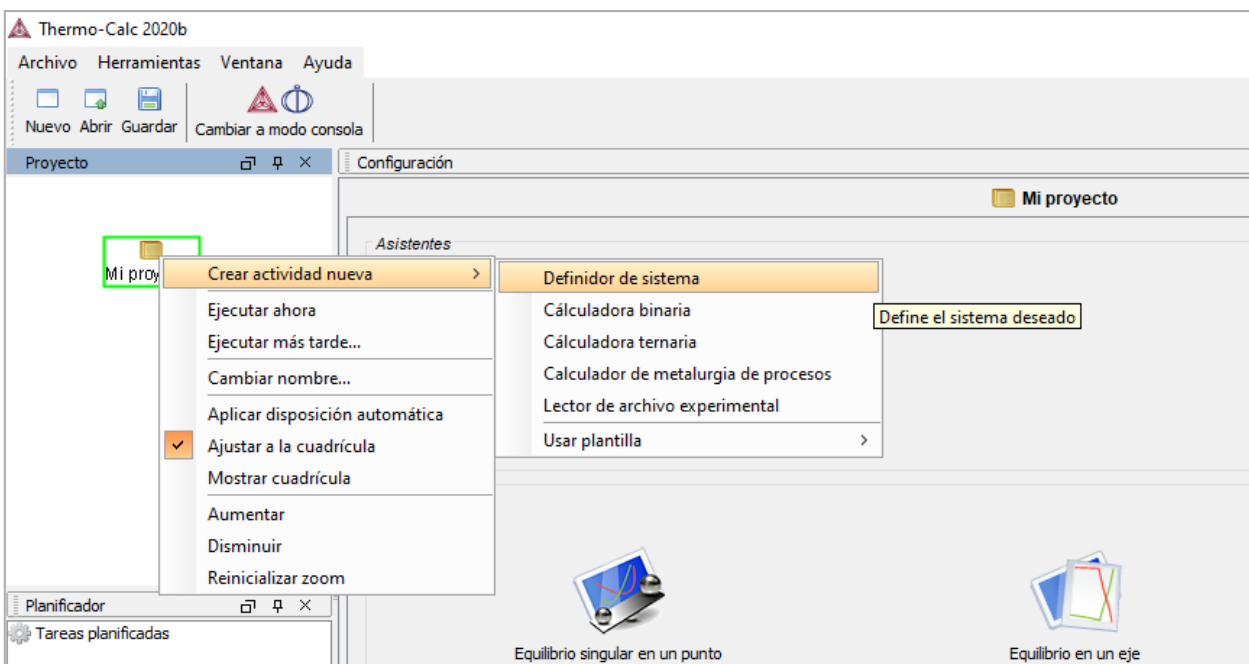 Thermo-Calc 2020b
Archivo Herramientas Ventana Ayuda
Nuevo Abrir Guardar Cambiar a modo consola
Proyecto
Configuración
Mi proyecto
Asistentes
Mi proy
Crear actividad nueva
Ejecutar ahora
Ejecutar más tarde...
Cambiar nombre...
Aplicar disposición automática
Ajustar a la cuadrícula
Mostrar cuadrícula
Aumentar
Disminuir
Reinicializar zoom
Definidor de sistema
Cálculadora binaria
Cálculadora ternaria
Calculador de metalurgia de procesos
Lector de archivo experimental
Usar plantilla
Define el sistema deseado
Planificador
Tareas planificadas
Equilibrio singular en un punto
Equilibrio en un eje